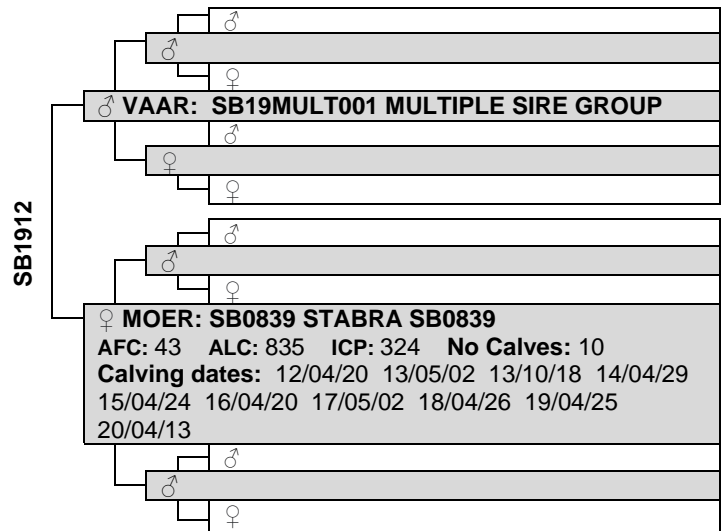 ♂
♂
♀
♂ VAAR: SB19MULT001 MULTIPLE SIRE GROUP
♂
♀
♀
SB1912
♂
♂
♀
♀ MOER: SB0839 STABRA SB0839
AFC: 43 ALC: 835 ICP: 324 No Calves: 10
Calving dates: 12/04/20 13/05/02 13/10/18 14/04/29
15/04/24 16/04/20 17/05/02 18/04/26 19/04/25
20/04/13
♂
♂
♀